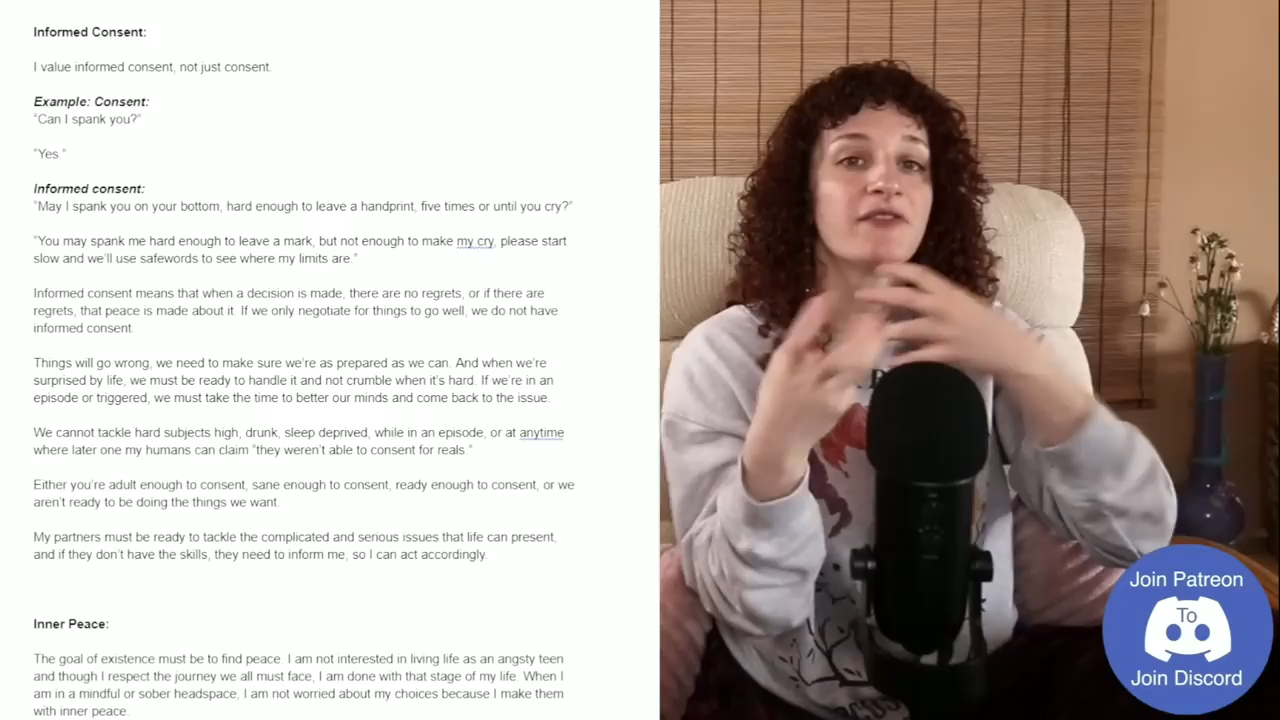 Informed Consent:
I value informed consent, not just consent.
Example: Consent:
“Can I spank you?”
“Yes.”
Informed consent:
“May I spank you on your bottom, hard enough to leave a handprint, five times or until you cry?”
“You may spank me hard enough to leave a mark, but not enough to make my cry, please start
slow and we’ll use safewords to see where my limits are.”
Informed consent means that when a decision is made, there are no regrets, or if there are
regrets, that peace is made about it. If we only negotiate for things to go well, we do not have
informed consent.
Things will go wrong, we need to make sure we’re as prepared as we can. And when we’re
surprised by life, we must be ready to handle it and not crumble when it’s hard. If we’re in an
episode or triggered, we must take the time to better our minds and come back to the issue.
We cannot tackle hard subjects high, drunk, sleep deprived, while in an episode, or at anytime
where later one my humans can claim “they weren’t able to consent for reals.”
Either you’re adult enough to consent, sane enough to consent, ready enough to consent, or we
aren’t ready to be doing the things we want.
My partners must be ready to tackle the complicated and serious issues that life can present,
and if they don’t have the skills, they need to inform me, so I can act accordingly.
Inner Peace:
The goal of existence must be to find peace. I am not interested in living life as an angsty teen
and though I respect the journey we all must face, I am done with that stage of my life. When I
am in a mindful or sober headspace, I am not worried about my choices because I make them
with inner peace.
Join Patreon
To
Join Discord